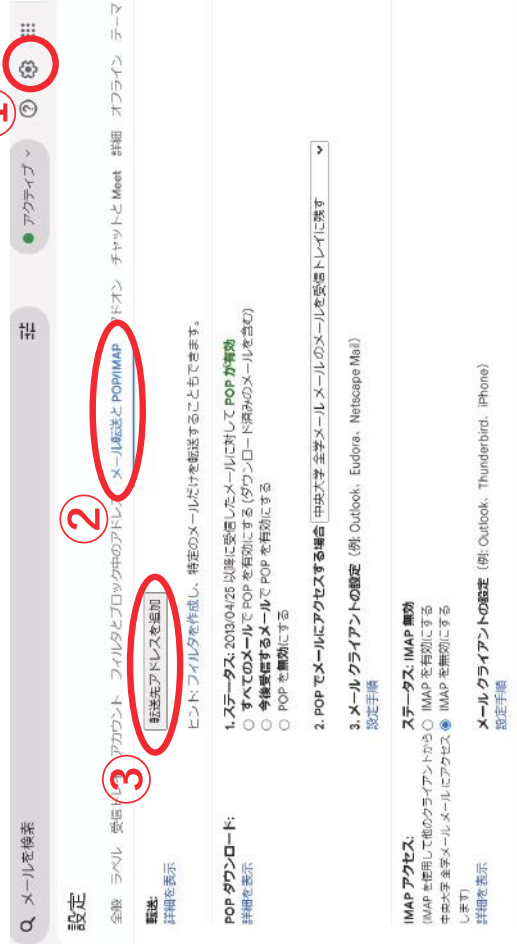 メールを検索
アクティブ
①
設定
全般 ラベル 受信トレイ アカウント フィルタとブロック中のアドレス メール転送と POP/IMAP アドオン チャットと Meet 詳細 オフライン テーマ
②
③
転送:
詳細を表示
転送先アドレスを追加
ヒント: フィルタを作成し、特定のメールだけを転送することもできます。
POP ダウンロード:
詳細を表示
1. ステータス: 2013/04/26 以降に受信したメールに対して POP が有効
すべてのメールで POP を有効にする (ダウンロード済みのメールを含む)
今後受信するメールで POP を有効にする
POP を無効にする
2. POP でメールにアクセスする場合 中央大学 全学メール メールのメールを受信トレイに残す
3. メール クライアントの設定 (例: Outlook、Eudora、Netscape Mail)
設定手順
IMAP アクセス:
(IMAP を使用して他のクライアントから
中央大学 全学メール メールにアクセス
します)
詳細を表示
ステータス: IMAP 無効
IMAP を有効にする
IMAP を無効にする
メール クライアントの設定 (例: Outlook、Thunderbird、iPhone)
設定手順